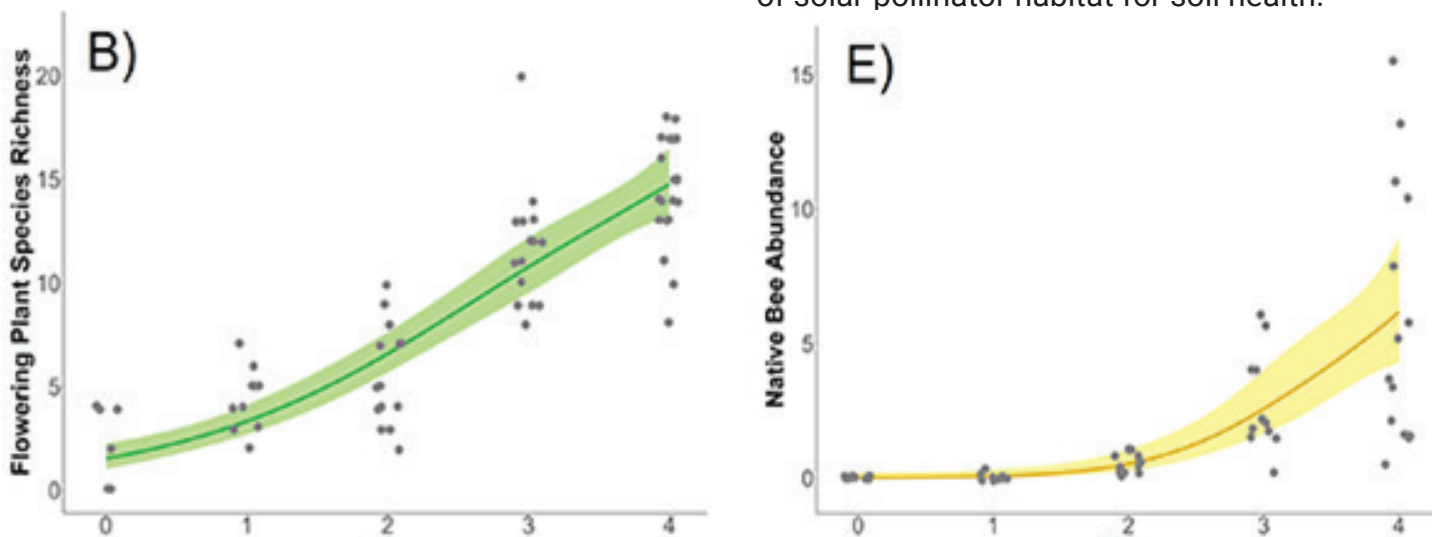 of solar pollinator habitat for soil health.
B)
Flowering Plant Species Richness
20
15
10
5
0
0 1 2 3 4
E)
Native Bee Abundance
15
10
5
0
0 1 2 3 4